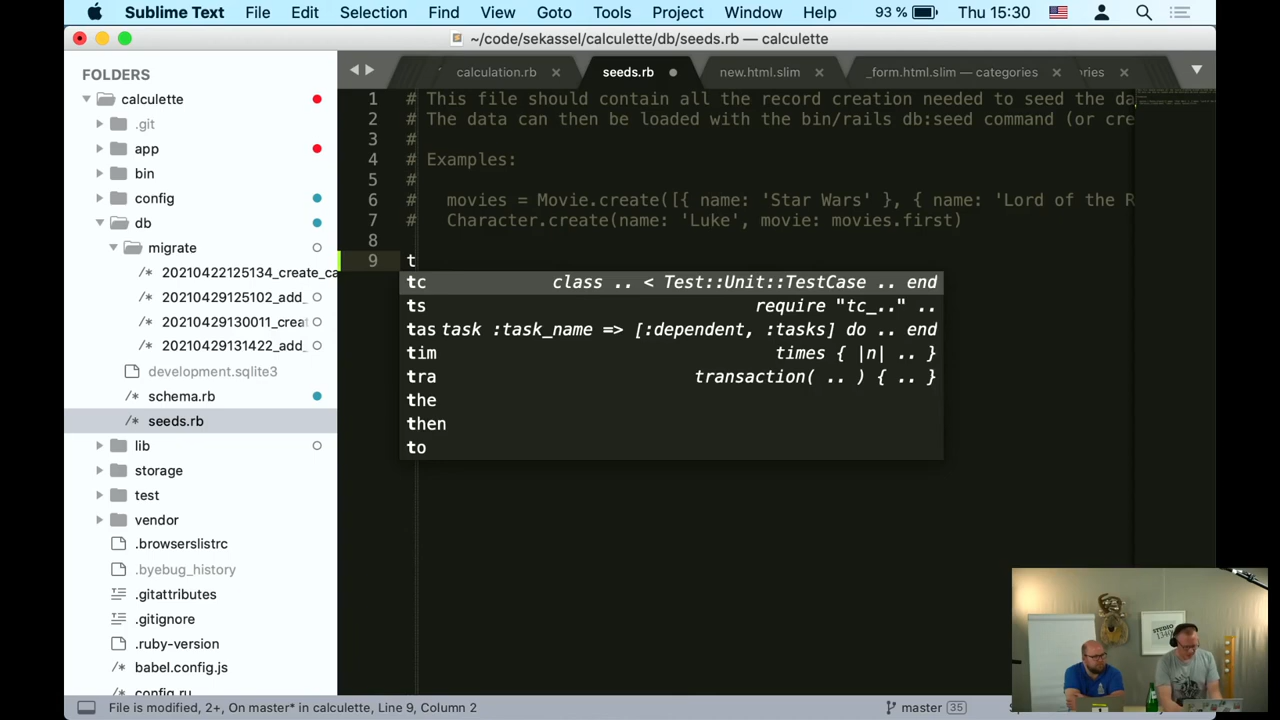 Sublime Text File Edit Selection Find View Goto Tools Project Window Help 93 % Thu 15:30
~/code/sekassel/calculette/db/seeds.rb — calculette
FOLDERS
calculette
.git
app
bin
config
db
migrate
/* 20210422125134_create_ca
/* 20210429125102_add_
/* 20210429130011_crea
/* 20210429131422_add_
development.sqlite3
/* schema.rb
/* seeds.rb
lib
storage
test
vendor
.browserslistrc
.byebug_history
.gitattributes
.gitignore
.ruby-version
/* babel.config.js
/* config.ru
calculation.rb seeds.rb new.html.slim _form.html.slim — categories ries
1 # This file should contain all the record creation needed to seed the da
2 # The data can then be loaded with the bin/rails db:seed command (or cre
3 #
4 # Examples:
5 #
6 # movies = Movie.create([{ name: 'Star Wars' }, { name: 'Lord of the R
7 # Character.create(name: 'Luke', movie: movies.first)
8
9 t
tc class .. < Test::Unit::TestCase .. end
ts require "tc_.." ..
tas task :task_name => [:dependent, :tasks] do .. end
tim times { |n| .. }
tra transaction( .. ) { .. }
the
then
to
STUDIO
1340
File is modified, 2+, On master* in calculette, Line 9, Column 2 master 35